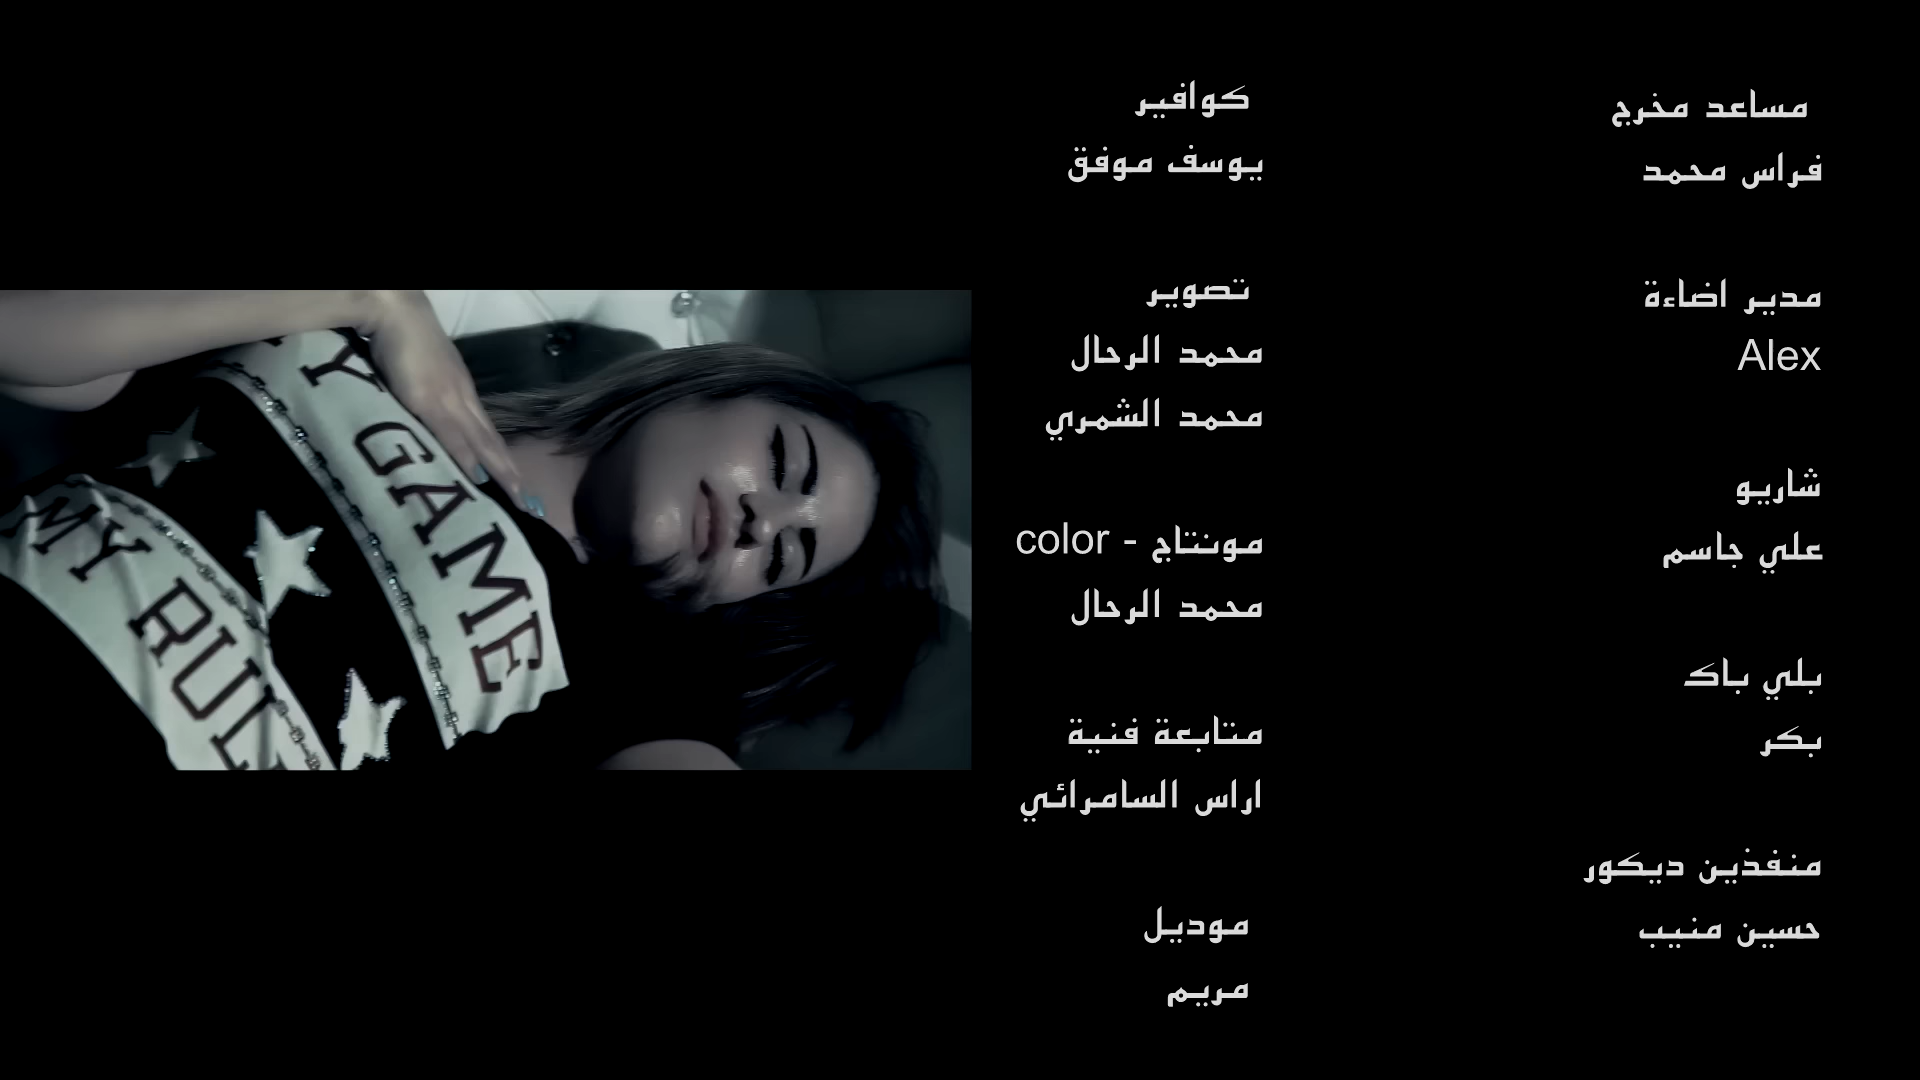 مساعد مخرج
فراس محمد
مدير اضاءة
Alex
شاريو
علي جاسم
بلي باك
بكر
منفذين ديكور
حسين منيب
كوافير
يوسف موفق
تصوير
محمد الرحال
محمد الشمري
مونتاج - color
محمد الرحال
متابعة فنية
اراس السامرائي
موديل
مريم
Y GAME
MY RUL